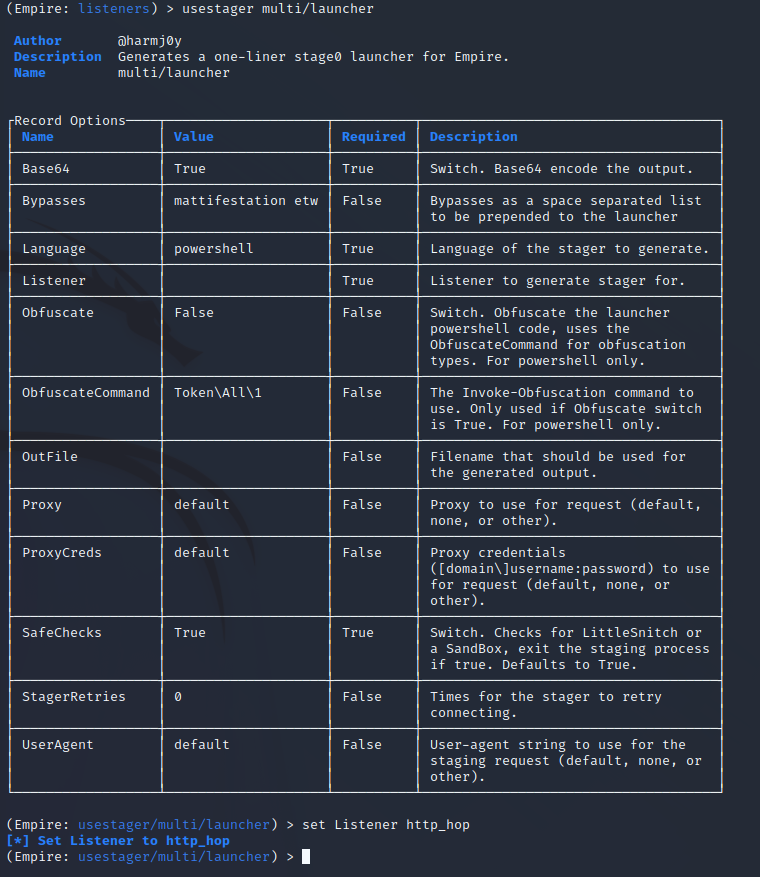 (Empire: listeners) > usestager multi/launcher
Author @harmj0y
Description Generates a one-liner stage0 launcher for Empire.
Name multi/launcher
Record Options
Name Value Required Description
Base64 True True Switch. Base64 encode the output.
Bypasses mattifestation etw False Bypasses as a space separated list
to be prepended to the launcher
Language powershell True Language of the stager to generate.
Listener True Listener to generate stager for.
Obfuscate False False Switch. Obfuscate the launcher
powershell code, uses the
ObfuscateCommand for obfuscation
types. For powershell only.
ObfuscateCommand Token\All\1 False The Invoke-Obfuscation command to
use. Only used if Obfuscate switch
is True. For powershell only.
OutFile False Filename that should be used for
the generated output.
Proxy default False Proxy to use for request (default,
none, or other).
ProxyCreds default False Proxy credentials
([domain\]username:password) to use
for request (default, none, or
other).
SafeChecks True True Switch. Checks for LittleSnitch or
a SandBox, exit the staging process
if true. Defaults to True.
StagerRetries 0 False Times for the stager to retry
connecting.
UserAgent default False User-agent string to use for the
staging request (default, none, or
other).
(Empire: usestager/multi/launcher) > set Listener http_hop
[*] Set Listener to http_hop
(Empire: usestager/multi/launcher) >